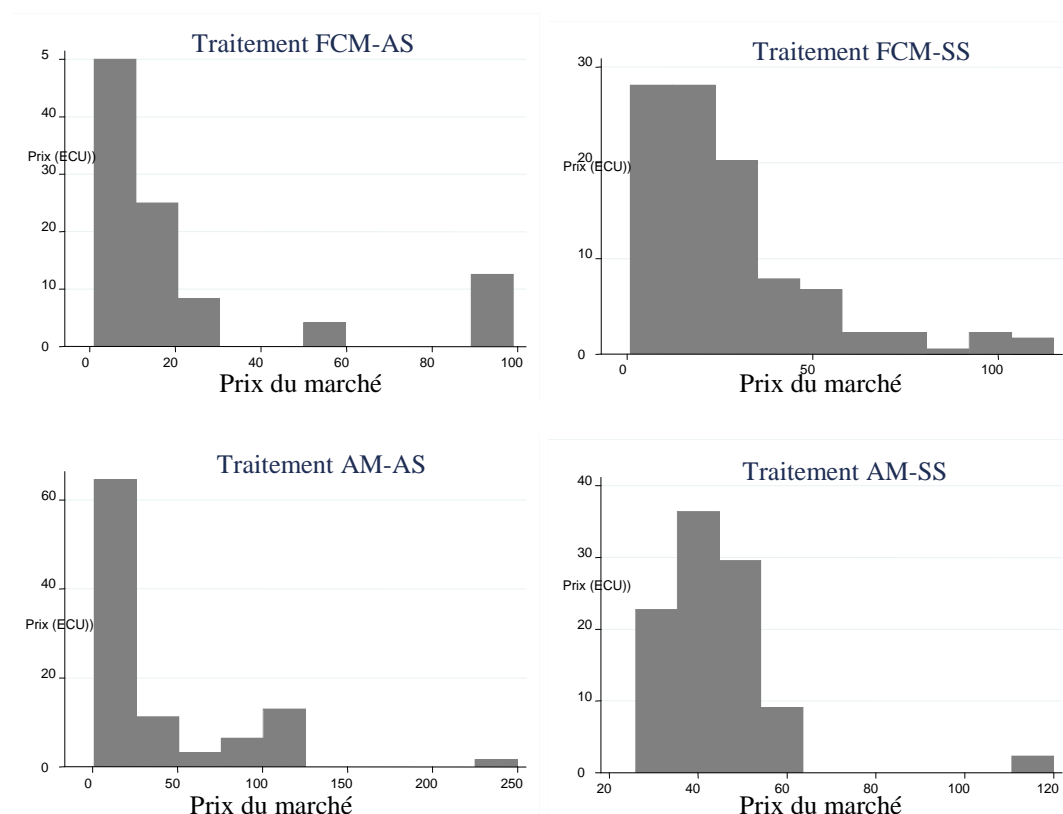 Traitement FCM-AS
5
40
Prix (ECU))
30
20
10
0
0 20 40 60 80 100
Prix du marché
Traitement FCM-SS
30
20
Prix (ECU))
10
0
0 50 100
Prix du marché
Traitement AM-AS
60
40
Prix (ECU))
20
0
0 50 100 150 200 250
Prix du marché
Traitement AM-SS
40
30
Prix (ECU))
20
10
0
20 40 60 80 100 120
Prix du marché